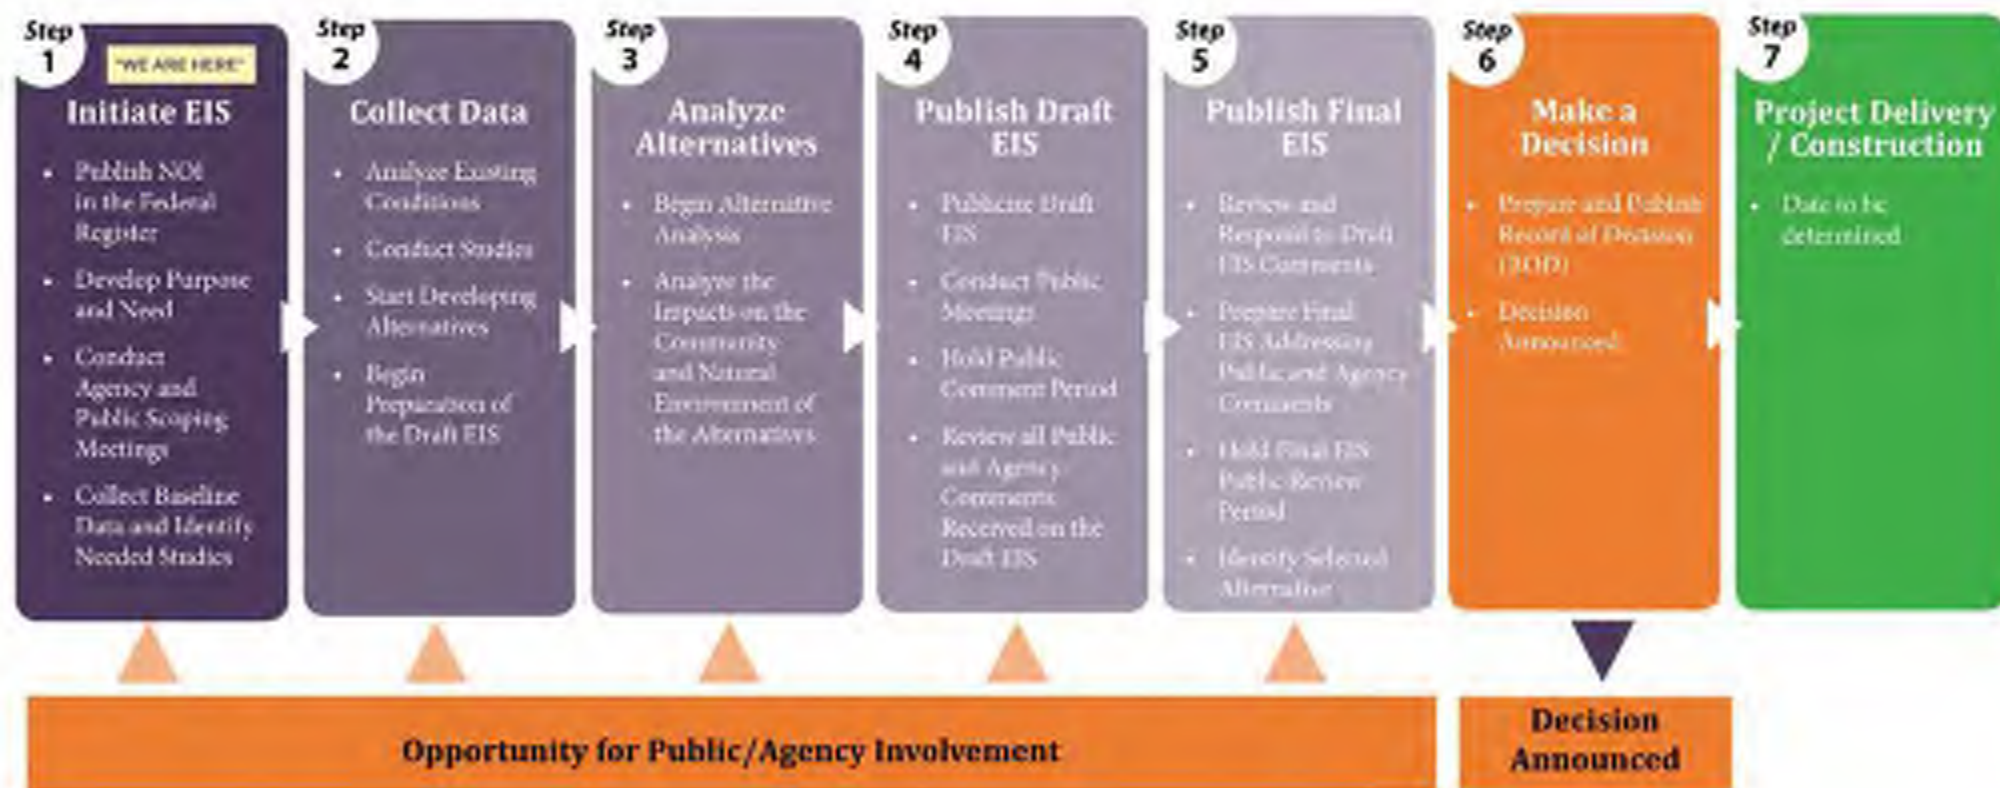 Step
1
"WE ARE HERE"
Initiate EIS
• Publish NOI
in the Federal
Register
• Develop Purpose
and Need
• Conduct
Agency and
Public Scoping
Meetings
• Collect Baseline
Data and Identify
Needed Studies
Step
2
Collect Data
• Analyze Existing
Conditions
• Conduct Studies
• Start Developing
Alternatives
• Begin
Preparation of
the Draft EIS
Step
3
Analyze
Alternatives
• Begin Alternative
Analysis
• Analyze the
Impacts on the
Community
and Natural
Environment of
the Alternatives
Step
4
Publish Draft
EIS
• Publicize Draft
EIS
• Conduct Public
Meetings
• Hold Public
Comment Period
• Review all Public
and Agency
Comments
Received on the
Draft EIS
Step
5
Publish Final
EIS
• Review and
Respond to Draft
EIS Comments
• Prepare Final
EIS Addressing
Public and Agency
Comments
• Hold Final EIS
Public Review
Period
• Identify Selected
Alternative
Step
6
Make a
Decision
• Prepare and Publish
Record of Decision
(ROD)
• Decision
Announced
Step
7
Project Delivery
/ Construction
• Date to be
determined
Opportunity for Public/Agency Involvement
Decision
Announced